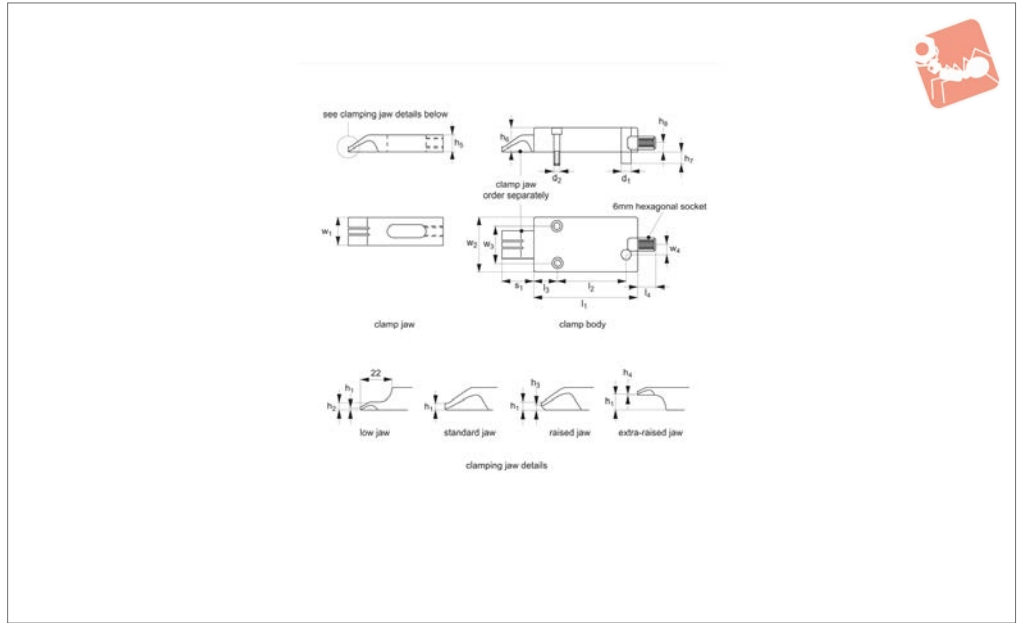 see clamping jaw details below
h5
h6
h8
h7
d2
d1
clamp jaw
order separately
6mm hexagonal socket
w1
w2
w3
w4
s1
l3
l2
l4
l1
clamp jaw
clamp body
22
h1
h2
h1
h3
h1
h4
h1
low jaw
standard jaw
raised jaw
extra-raised jaw
clamping jaw details